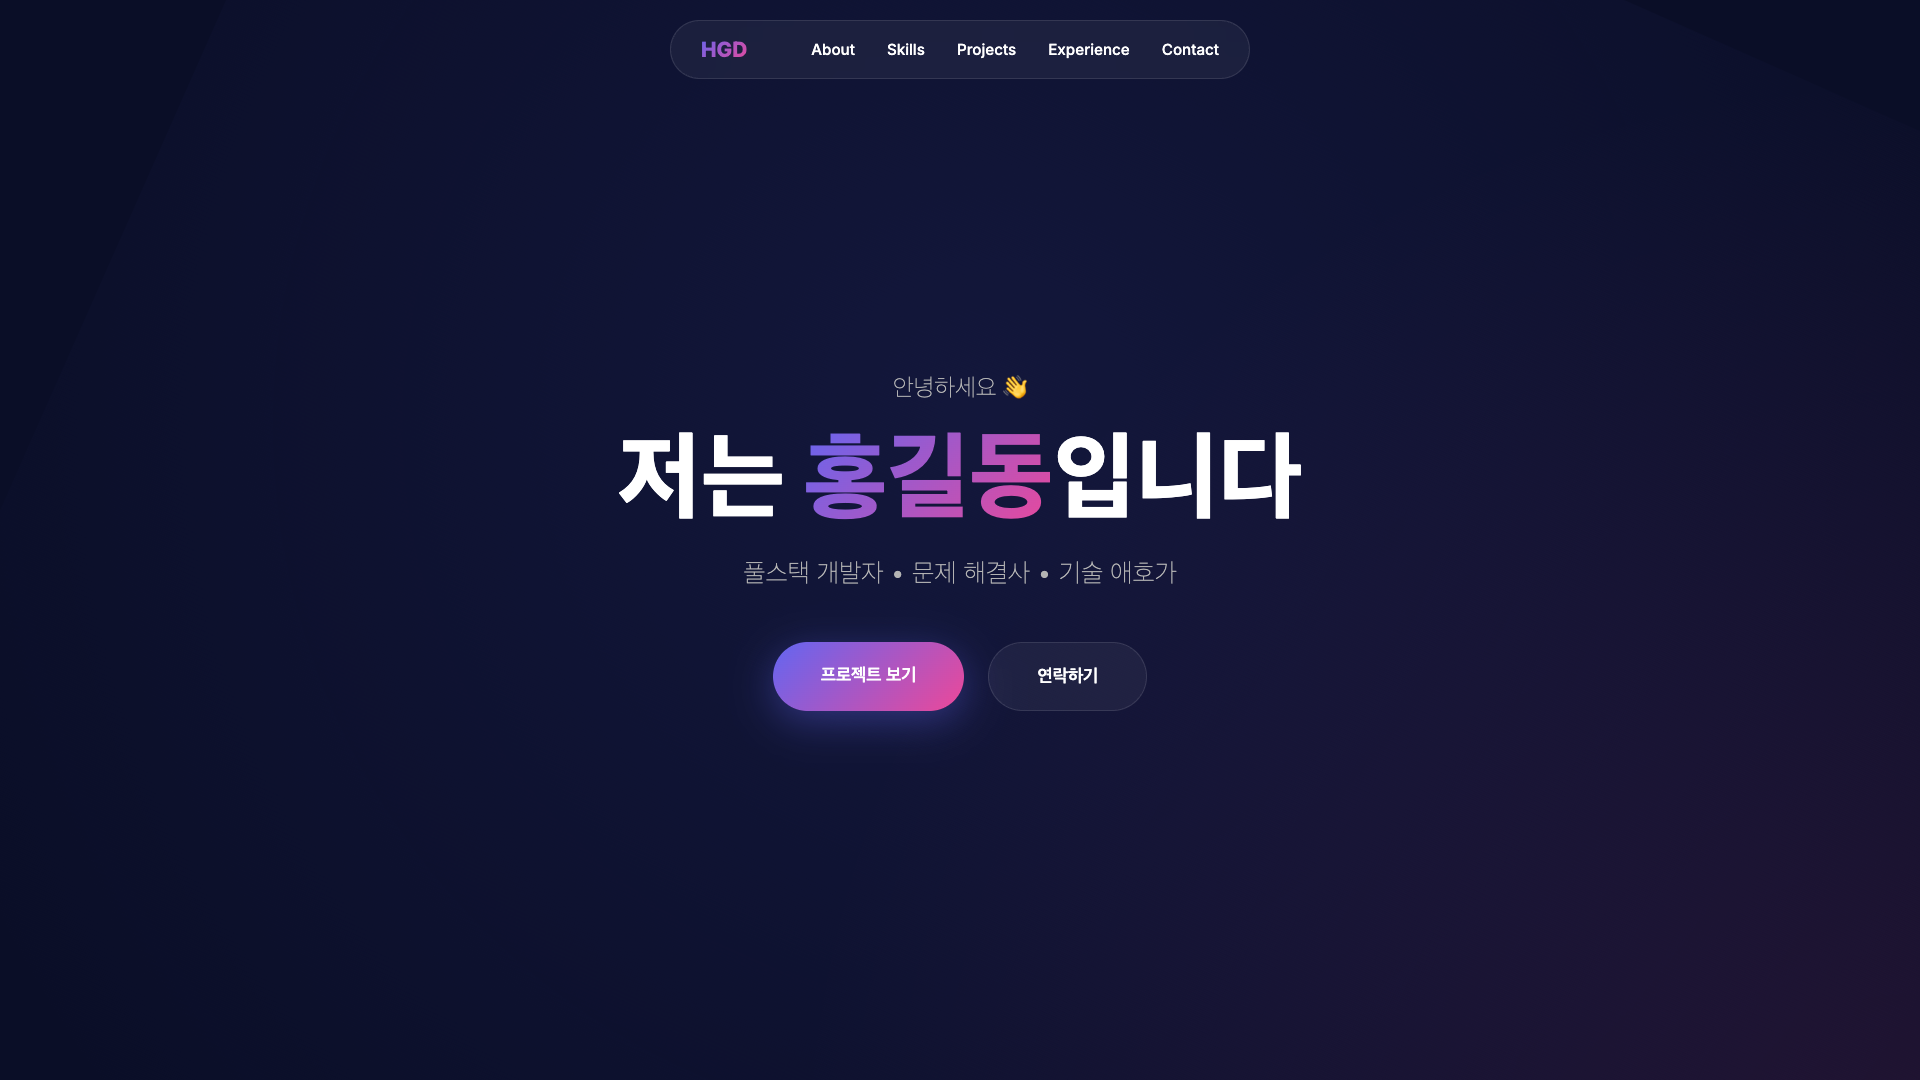 HGD About Skills Projects Experience Contact
안녕하세요 👋
저는 홍길동입니다
풀스택 개발자 • 문제 해결사 • 기술 애호가
프로젝트 보기 연락하기